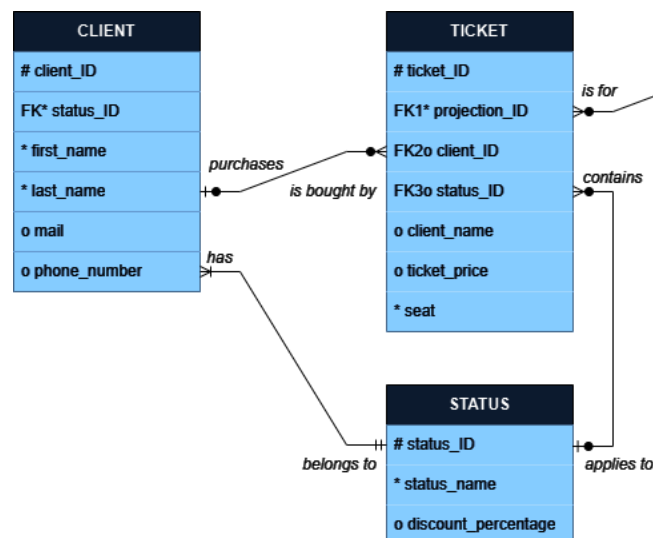 CLIENT
# client_ID
FK* status_ID
* first_name
* last_name
o mail
o phone_number
purchases
is bought by
has
belongs to
TICKET
# ticket_ID
FK1* projection_ID
FK2o client_ID
FK3o status_ID
o client_name
o ticket_price
* seat
is for
contains
applies to
STATUS
# status_ID
* status_name
o discount_percentage